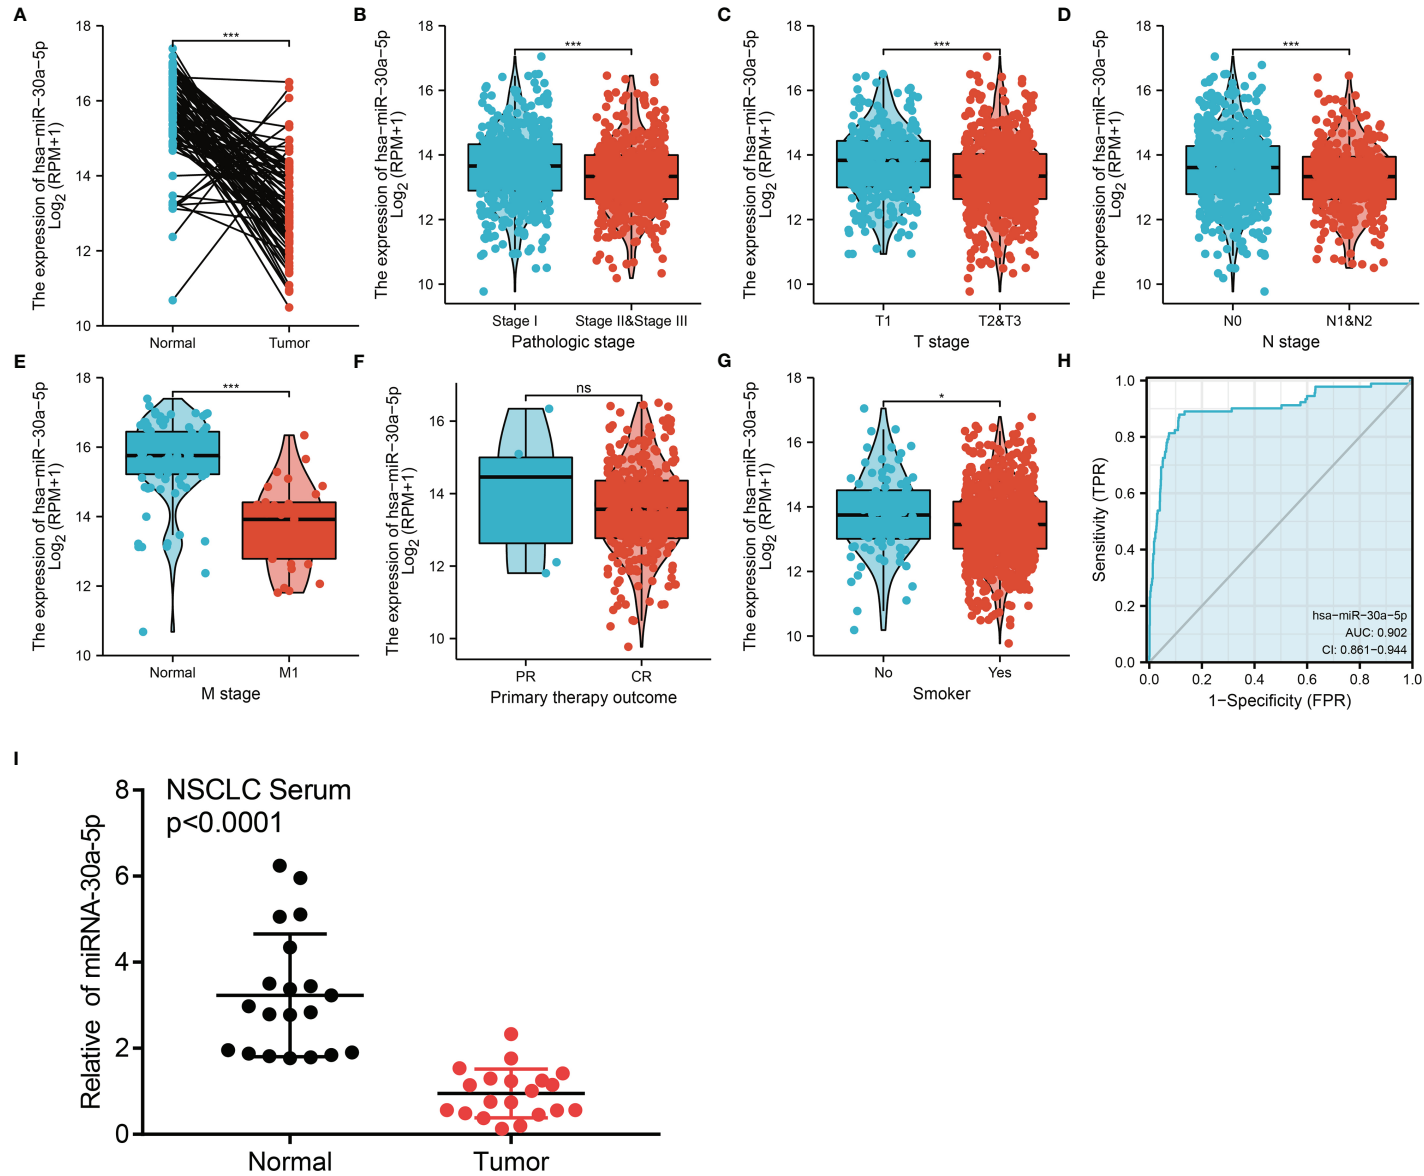 A
The expression of hsa−miR−30a−5p
Log2 (RPM+1)
18
16
14
12
10
***
Normal
Tumor
B
The expression of hsa−miR−30a−5p
Log2 (RPM+1)
18
16
14
12
10
***
Stage I
Stage II&Stage III
Pathologic stage
C
The expression of hsa−miR−30a−5p
Log2 (RPM+1)
18
16
14
12
10
***
T1
T2&T3
T stage
D
The expression of hsa−miR−30a−5p
Log2 (RPM+1)
18
16
14
12
10
***
N0
N1&N2
N stage
E
The expression of hsa−miR−30a−5p
Log2 (RPM+1)
18
16
14
12
10
***
Normal
M1
M stage
F
The expression of hsa−miR−30a−5p
Log2 (RPM+1)
16
14
12
10
ns
PR
CR
Primary therapy outcome
G
The expression of hsa−miR−30a−5p
Log2 (RPM+1)
18
16
14
12
10
*
No
Yes
Smoker
H
Sensitivity (TPR)
1.0
0.8
0.6
0.4
0.2
0.0
hsa−miR−30a−5p
AUC: 0.902
CI: 0.861−0.944
0.0
0.2
0.4
0.6
0.8
1.0
1−Specificity (FPR)
I
Relative of miRNA-30a-5p
8
6
4
2
0
NSCLC Serum
p<0.0001
Normal
Tumor